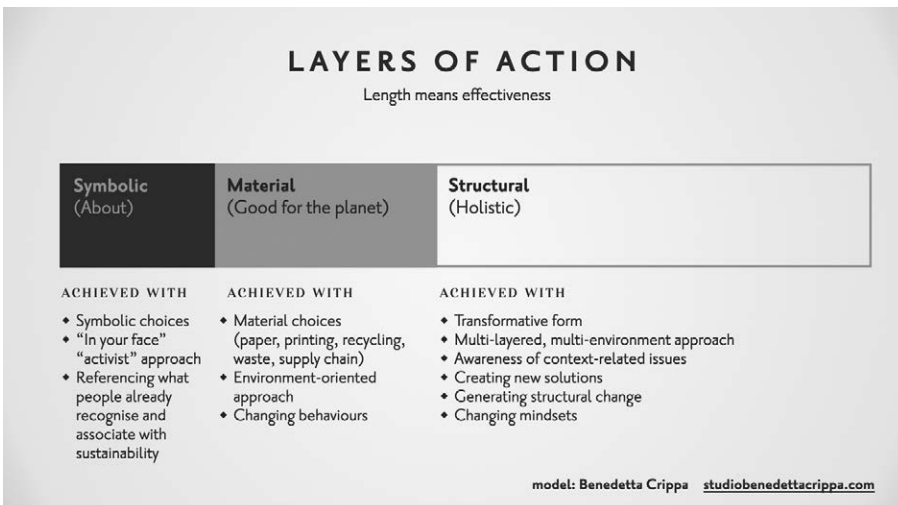 LAYERS OF ACTION
Length means effectiveness
Symbolic
(About)
Material
(Good for the planet)
Structural
(Holistic)
ACHIEVED WITH
◆ Symbolic choices
◆ “In your face”
“activist” approach
◆ Referencing what
people already
recognise and
associate with
sustainability
ACHIEVED WITH
◆ Material choices
(paper, printing, recycling,
waste, supply chain)
◆ Environment-oriented
approach
◆ Changing behaviours
ACHIEVED WITH
◆ Transformative form
◆ Multi-layered, multi-environment approach
◆ Awareness of context-related issues
◆ Creating new solutions
◆ Generating structural change
◆ Changing mindsets
model: Benedetta Crippa studiobenedettacrippa.com